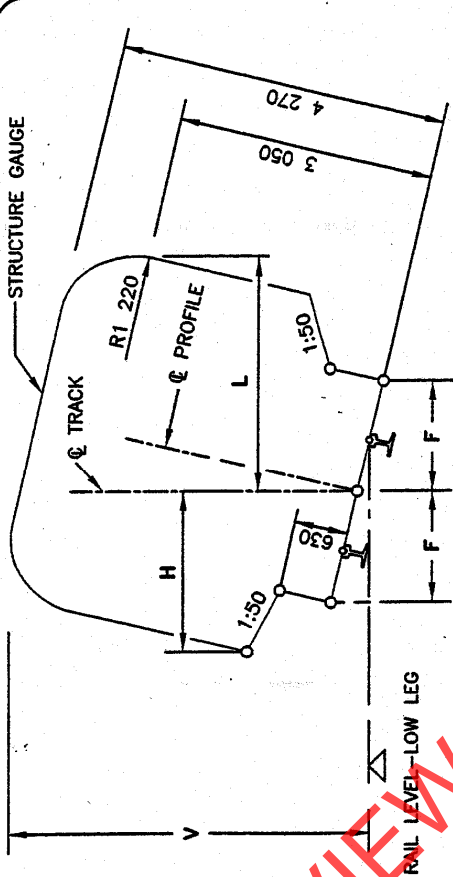 STRUCTURE GAUGE
4 270
3 050
R1 220
℄ PROFILE
℄ TRACK
1:50
L
H
F
630
1:50
F
V
RAIL LEVEL-LOW LEG
VIEW